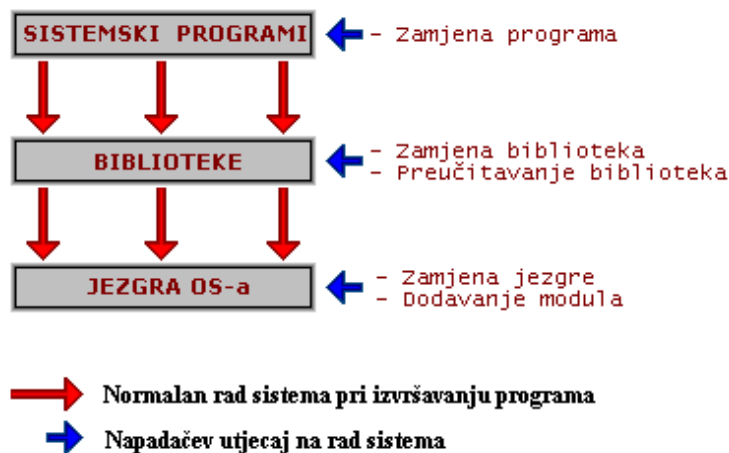 SISTEMSKI PROGRAMI
- Zamjena programa
BIBLIOTEKE
- Zamjena biblioteka
- Preučitavanje biblioteka
JEZGRA OS-a
- Zamjena jezgre
- Dodavanje modula
Normalan rad sistema pri izvršavanju programa
Napadačev utjecaj na rad sistema